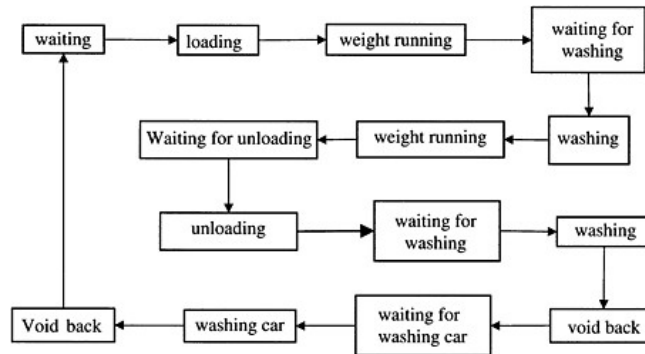 waiting
loading
weight running
waiting for
washing
Waiting for unloading
weight running
washing
unloading
waiting for
washing
washing
Void back
washing car
waiting for
washing car
void back